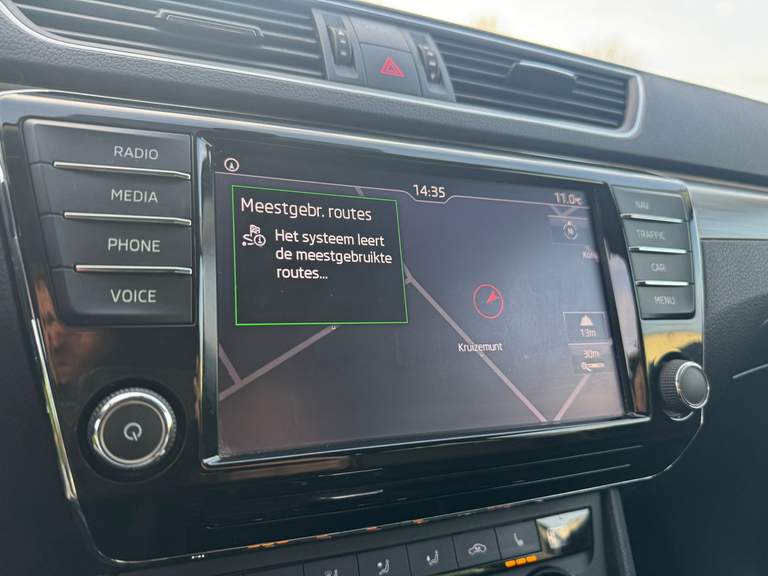 RADIO
MEDIA
PHONE
VOICE
14:35
11.0°C
Meestgebr. routes
Het systeem leert
de meestgebruikte
routes...
N
Kruizemunt
13m
30m
NAV
TRAFFIC
CAR
MENU